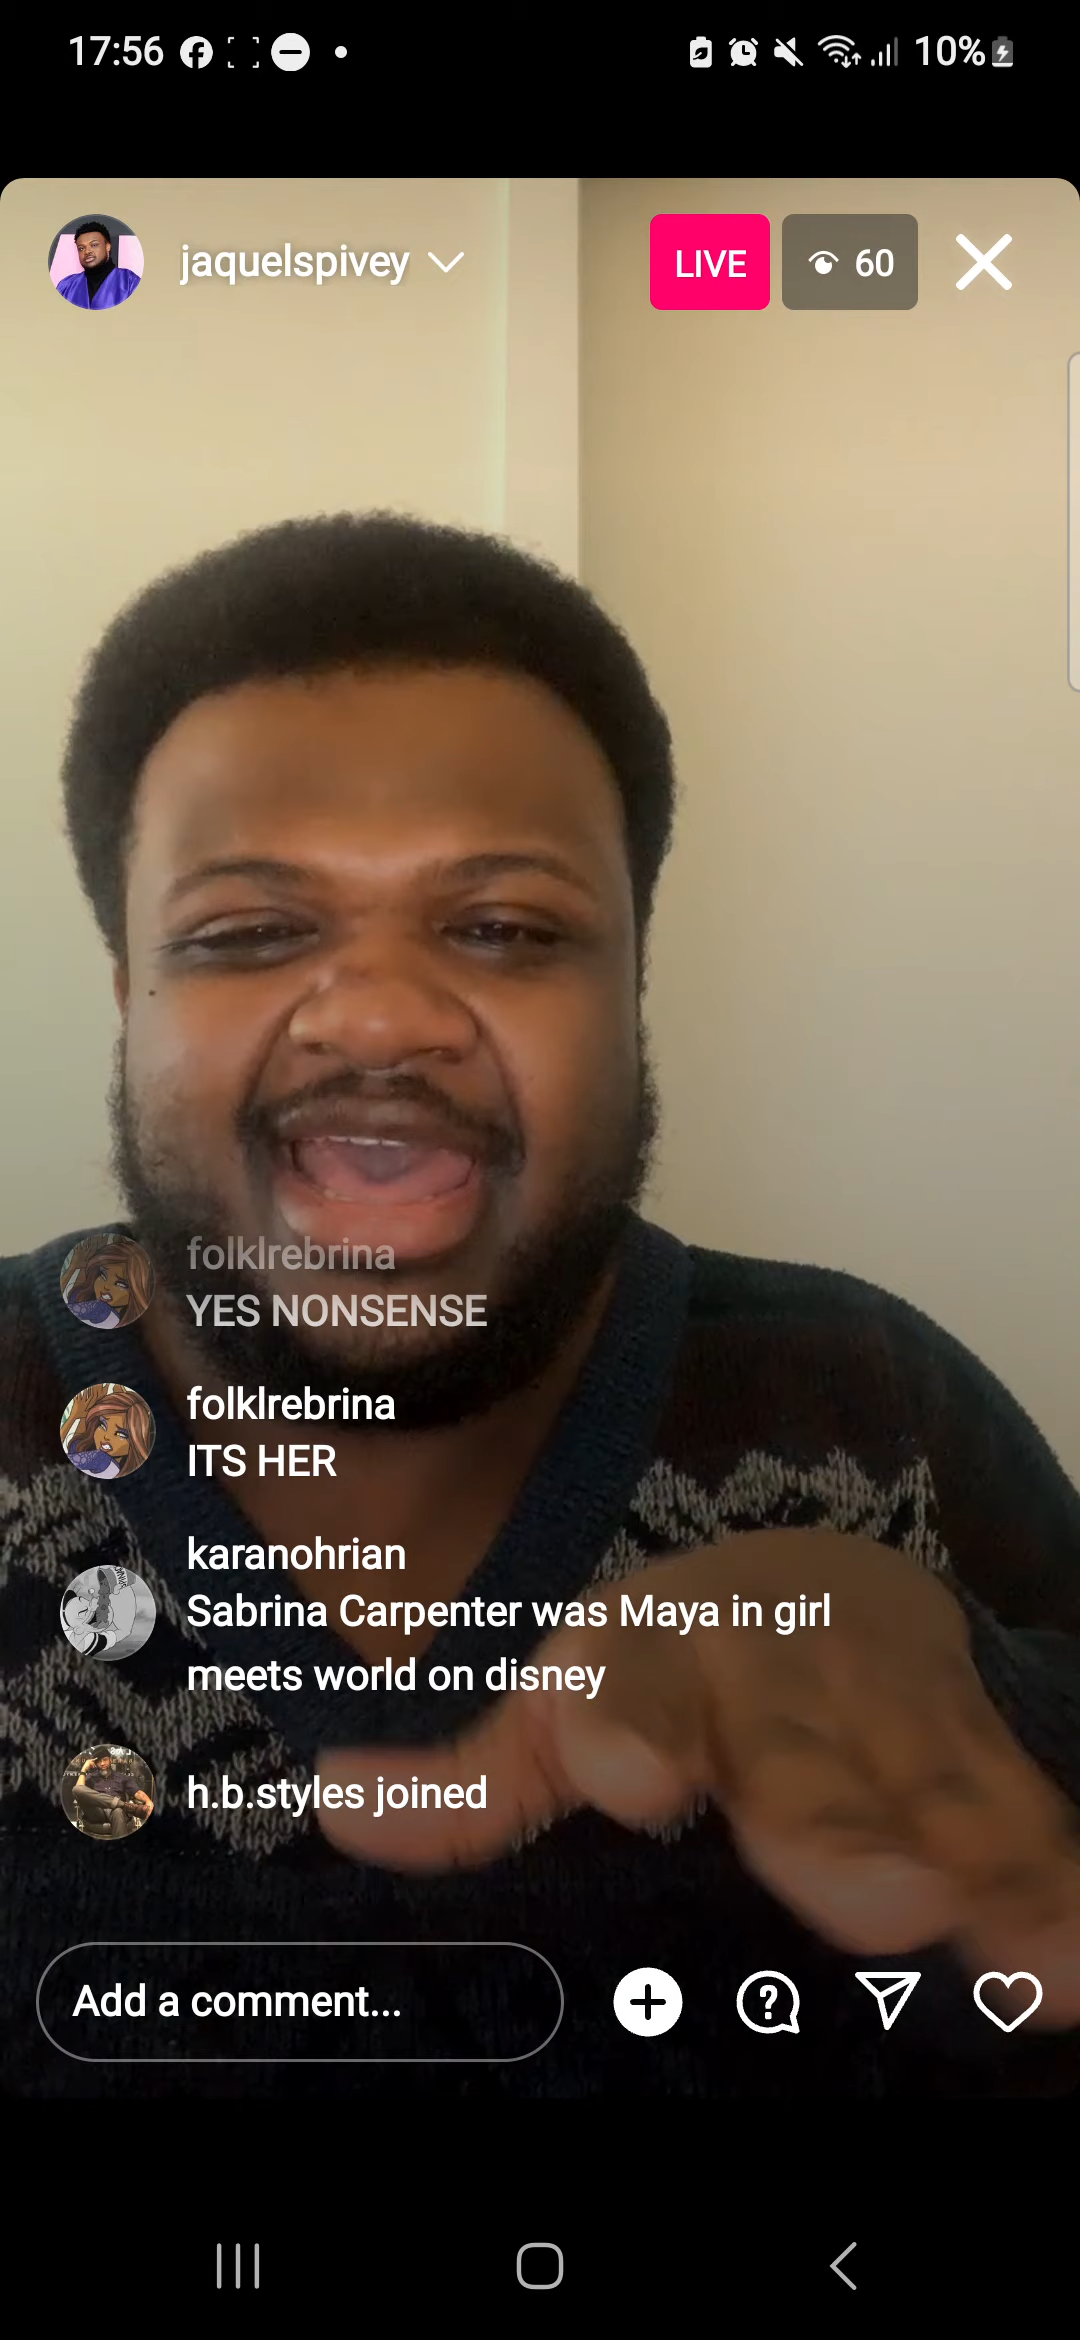 17:56
10%
jaquelspivey
LIVE
60
folklrebrina
YES NONSENSE
folklrebrina
ITS HER
karanohrian
Sabrina Carpenter was Maya in girl
meets world on disney
h.b.styles joined
Add a comment...